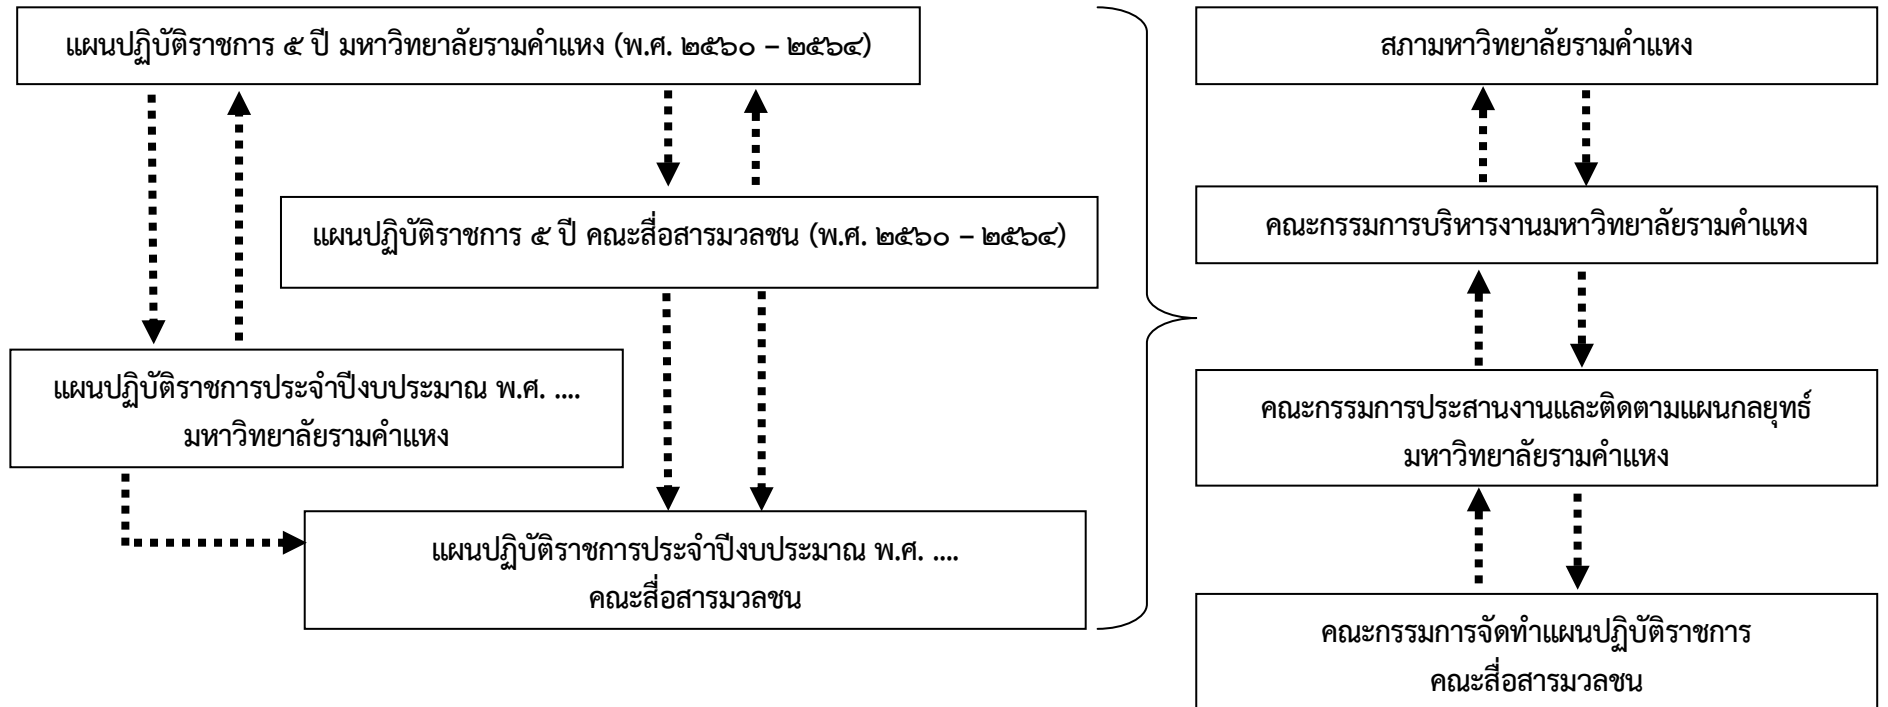 แผนปฏิบัติราชการ ๕ ปี มหาวิทยาลัยรามคำแหง (พ.ศ. ๒๕๖๐ – ๒๕๖๔)
แผนปฏิบัติราชการ ๕ ปี คณะสื่อสารมวลชน (พ.ศ. ๒๕๖๐ – ๒๕๖๔)
แผนปฏิบัติราชการประจำปีงบประมาณ พ.ศ. ....
มหาวิทยาลัยรามคำแหง
แผนปฏิบัติราชการประจำปีงบประมาณ พ.ศ. ....
คณะสื่อสารมวลชน
สภามหาวิทยาลัยรามคำแหง
คณะกรรมการบริหารงานมหาวิทยาลัยรามคำแหง
คณะกรรมการประสานงานและติดตามแผนกลยุทธ์
มหาวิทยาลัยรามคำแหง
คณะกรรมการจัดทำแผนปฏิบัติราชการ
คณะสื่อสารมวลชน